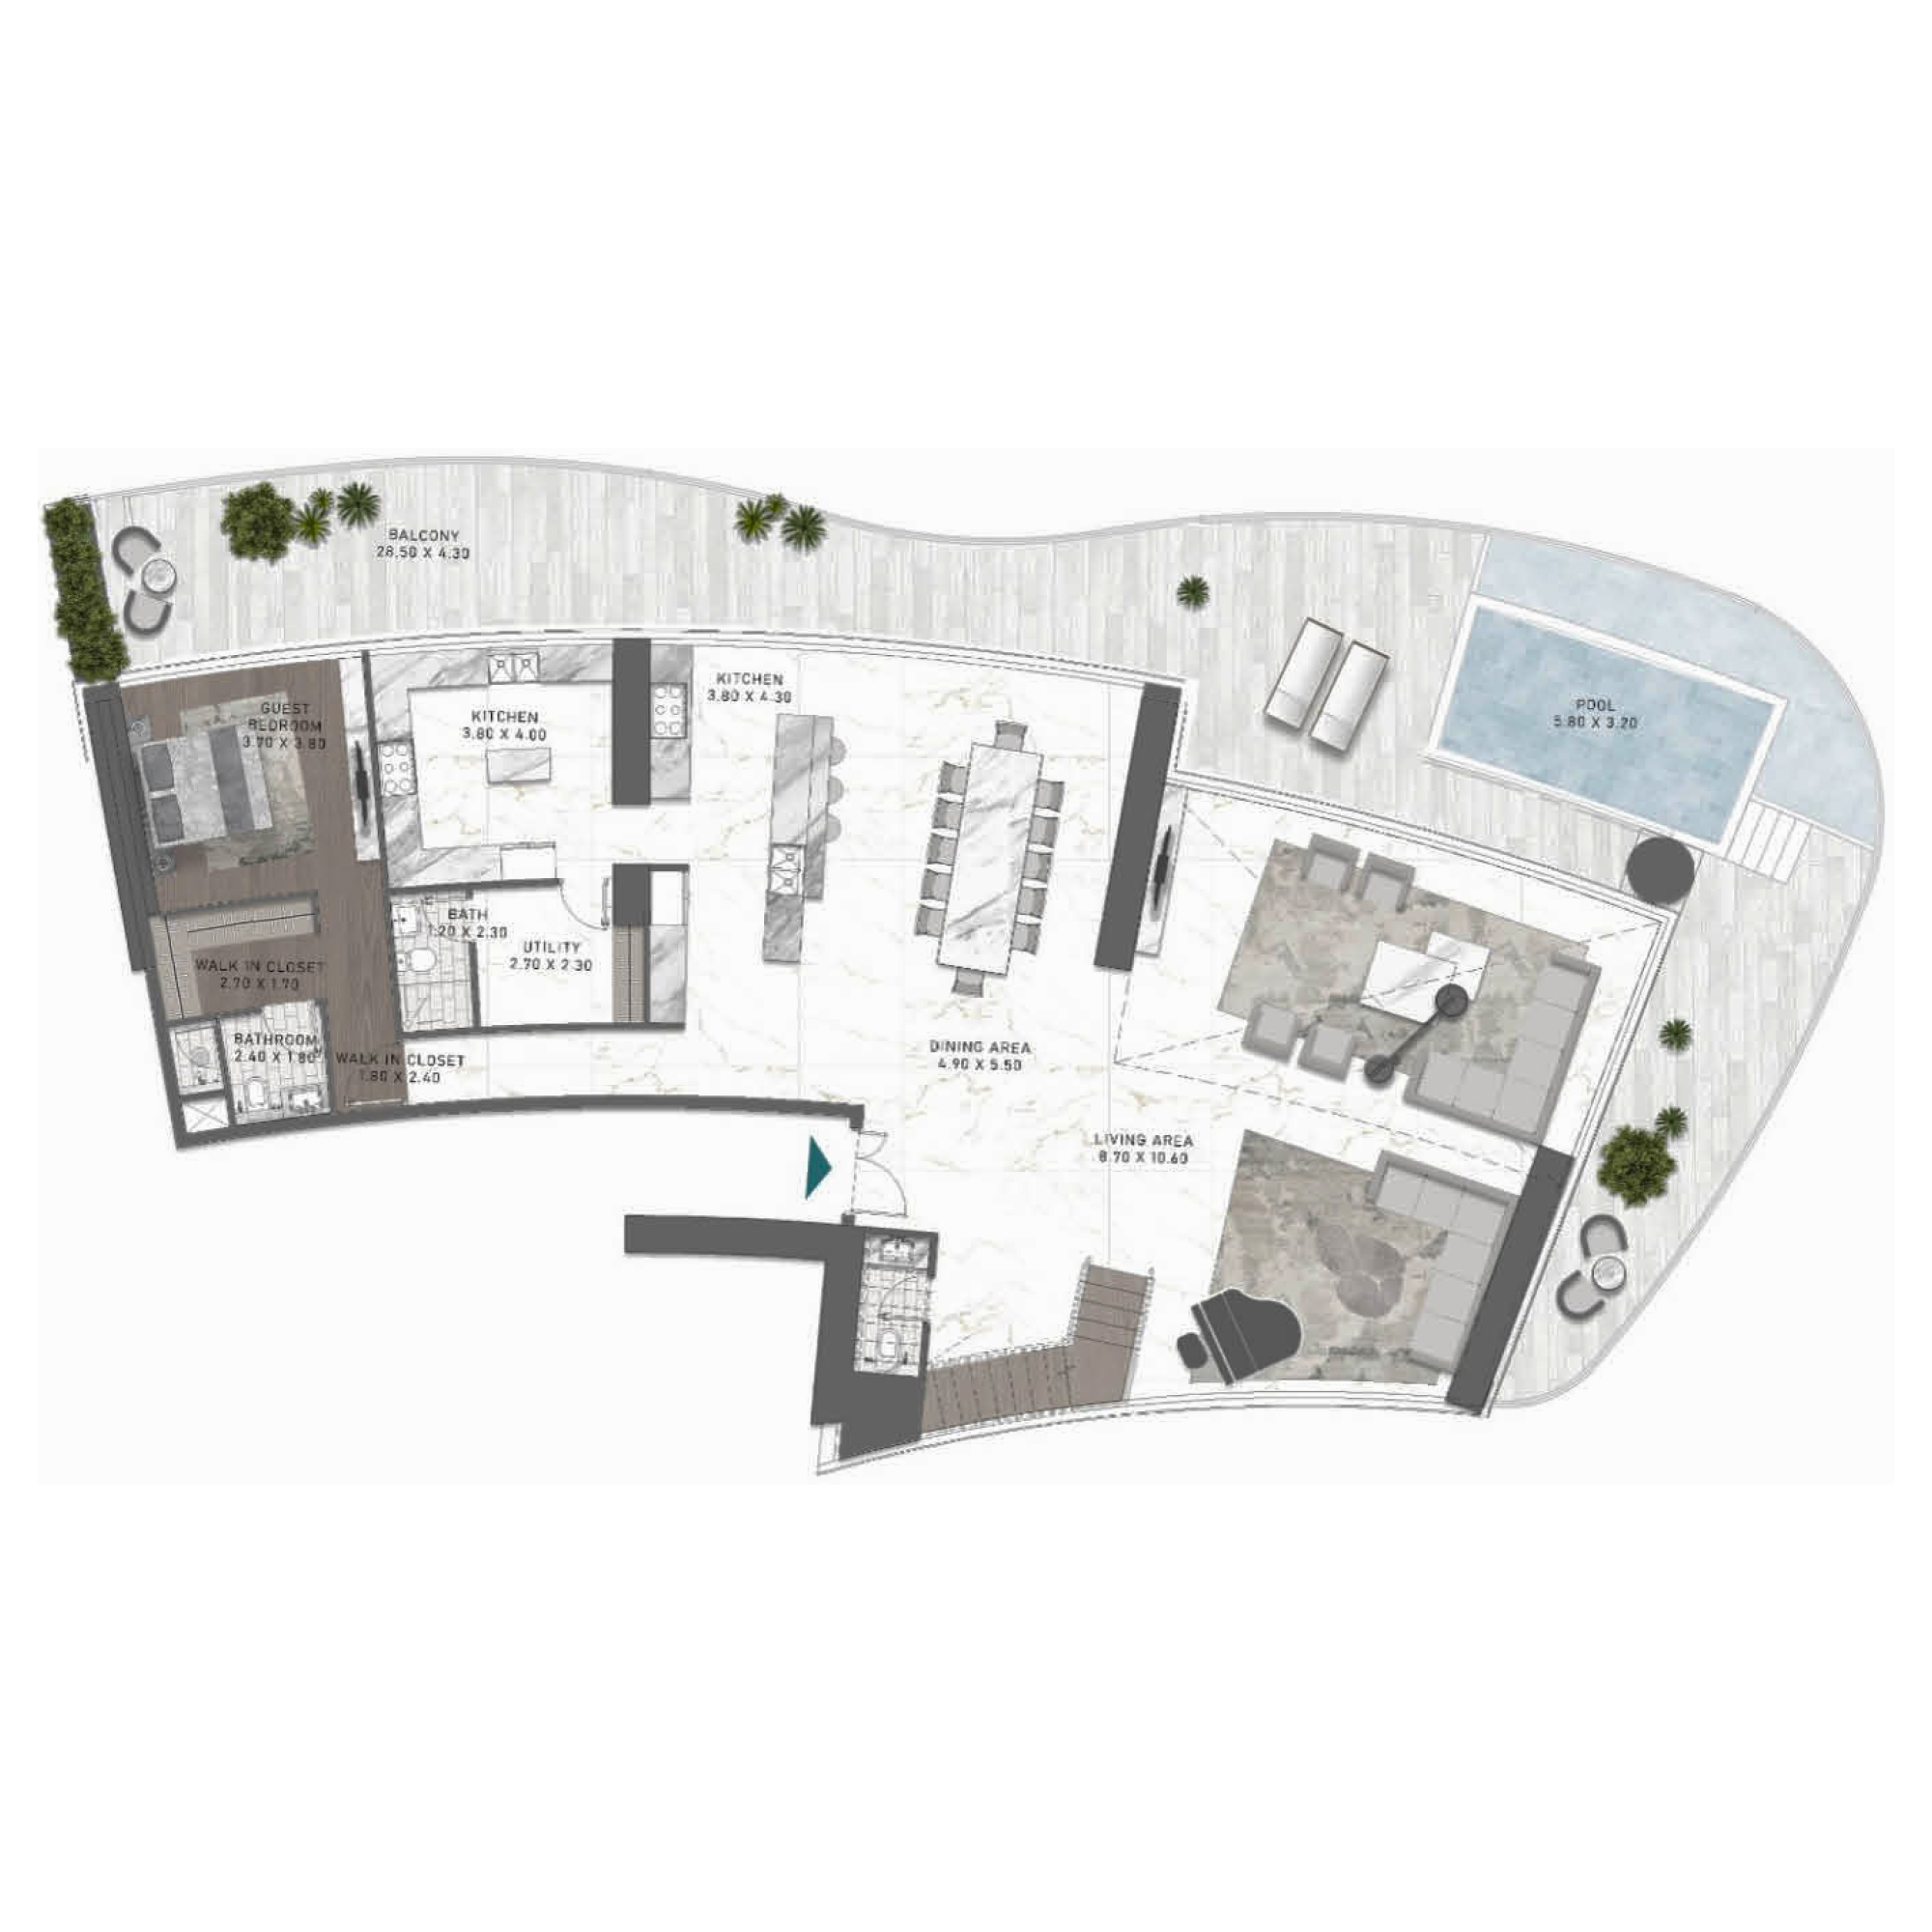 BALCONY
28.50 X 4.30
GUEST
BEDROOM
3.70 X 3.80
KITCHEN
3.80 X 4.00
KITCHEN
3.80 X 4.30
POOL
5.80 X 3.20
BATH
1.20 X 2.30
UTILITY
2.70 X 2.30
WALK IN CLOSET
2.70 X 1.70
BATHROOM
2.40 X 1.80
WALK IN CLOSET
1.80 X 2.40
DINING AREA
4.90 X 5.50
LIVING AREA
8.70 X 10.60